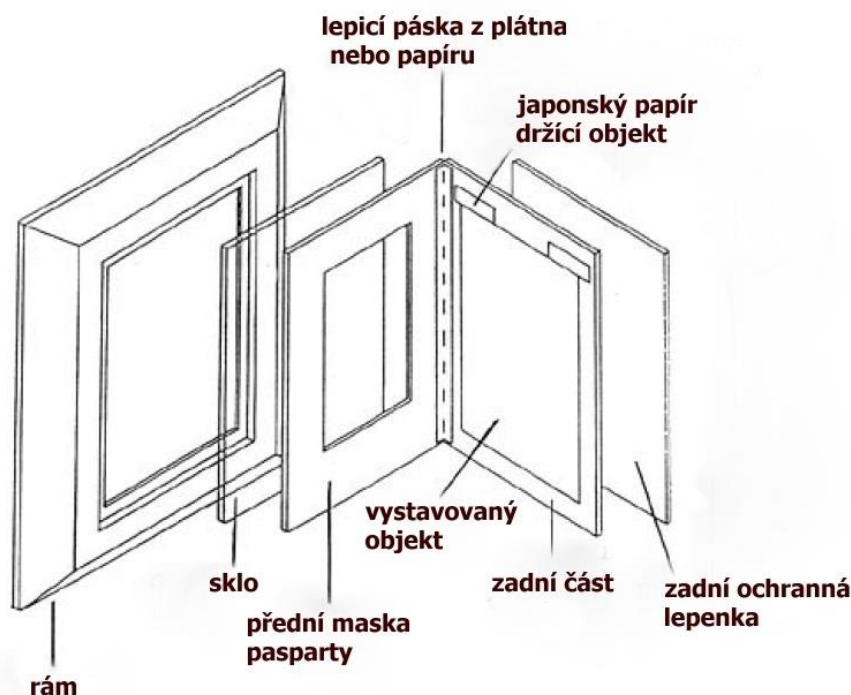 lepicí páska z plátna
nebo papíru
japonský papír
držící objekt
vystavovaný
objekt
sklo
zadní část
zadní ochranná
lepenka
přední maska
pasparty
rám